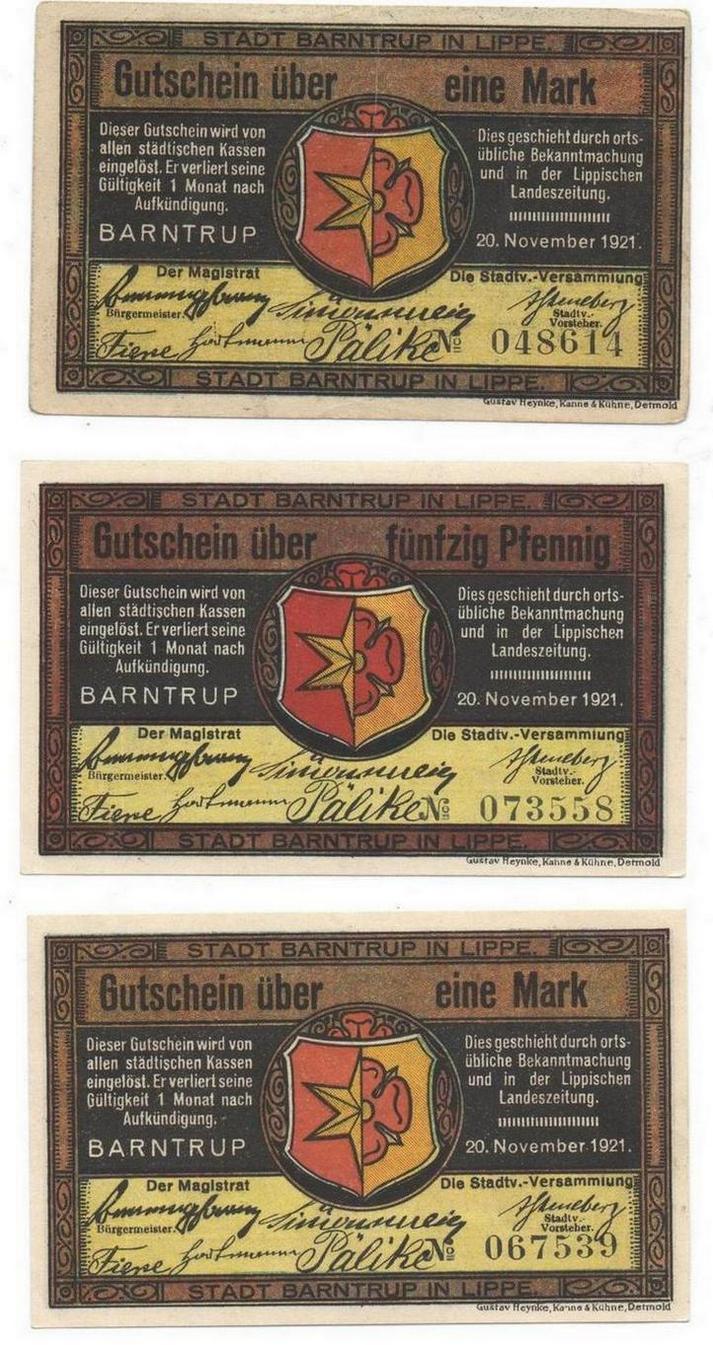 STADT BARNTRUP IN LIPPE.
Gutschein über eine Mark
Dieser Gutschein wird von
allen städtischen Kassen
eingelöst. Er verliert seine
Gültigkeit 1 Monat nach
Aufkündigung.
BARNTRUP
Dies geschieht durch orts-
übliche Bekanntmachung
und in der Lippischen
Landeszeitung.
20. November 1921.
Der Magistrat
Die Stadtv.-Versammlung
Bürgermeister.
Stadtv.-
Vorsteher.
Fiene Pälike
№ 048614
STADT BARNTRUP IN LIPPE.
Gustav Heynke, Kanne & Kühne, Detmold
STADT BARNTRUP IN LIPPE.
Gutschein über fünfzig Pfennig
Dieser Gutschein wird von
allen städtischen Kassen
eingelöst. Er verliert seine
Gültigkeit 1 Monat nach
Aufkündigung.
BARNTRUP
Dies geschieht durch orts-
übliche Bekanntmachung
und in der Lippischen
Landeszeitung.
20. November 1921.
Der Magistrat
Die Stadtv.-Versammlung
Bürgermeister.
Stadtv.-
Vorsteher.
Fiene Pälike
№ 073558
STADT BARNTRUP IN LIPPE.
Gustav Heynke, Kanne & Kühne, Detmold
STADT BARNTRUP IN LIPPE.
Gutschein über eine Mark
Dieser Gutschein wird von
allen städtischen Kassen
eingelöst. Er verliert seine
Gültigkeit 1 Monat nach
Aufkündigung.
BARNTRUP
Dies geschieht durch orts-
übliche Bekanntmachung
und in der Lippischen
Landeszeitung.
20. November 1921.
Der Magistrat
Die Stadtv.-Versammlung
Bürgermeister.
Stadtv.-
Vorsteher.
Fiene Pälike
№ 067539
STADT BARNTRUP IN LIPPE.
Gustav Heynke, Kanne & Kühne, Detmold